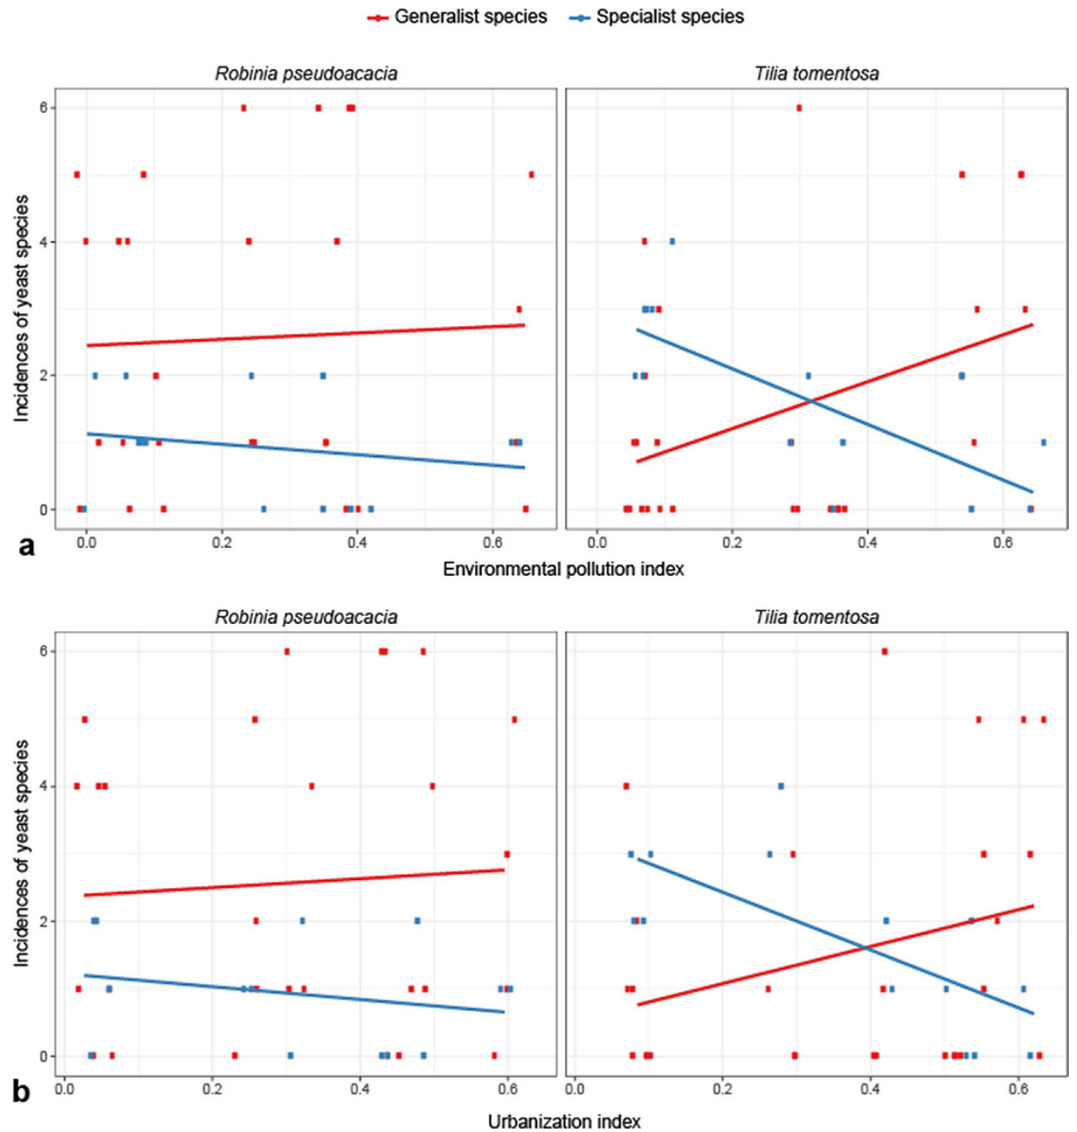 Generalist species Specialist species
Robinia pseudoacacia Tilia tomentosa
Incidences of yeast species
6
4
2
0
0.0 0.2 0.4 0.6 0.0 0.2 0.4 0.6
a
Environmental pollution index
Robinia pseudoacacia Tilia tomentosa
Incidences of yeast species
6
4
2
0
0.0 0.2 0.4 0.6 0.0 0.2 0.4 0.6
b
Urbanization index